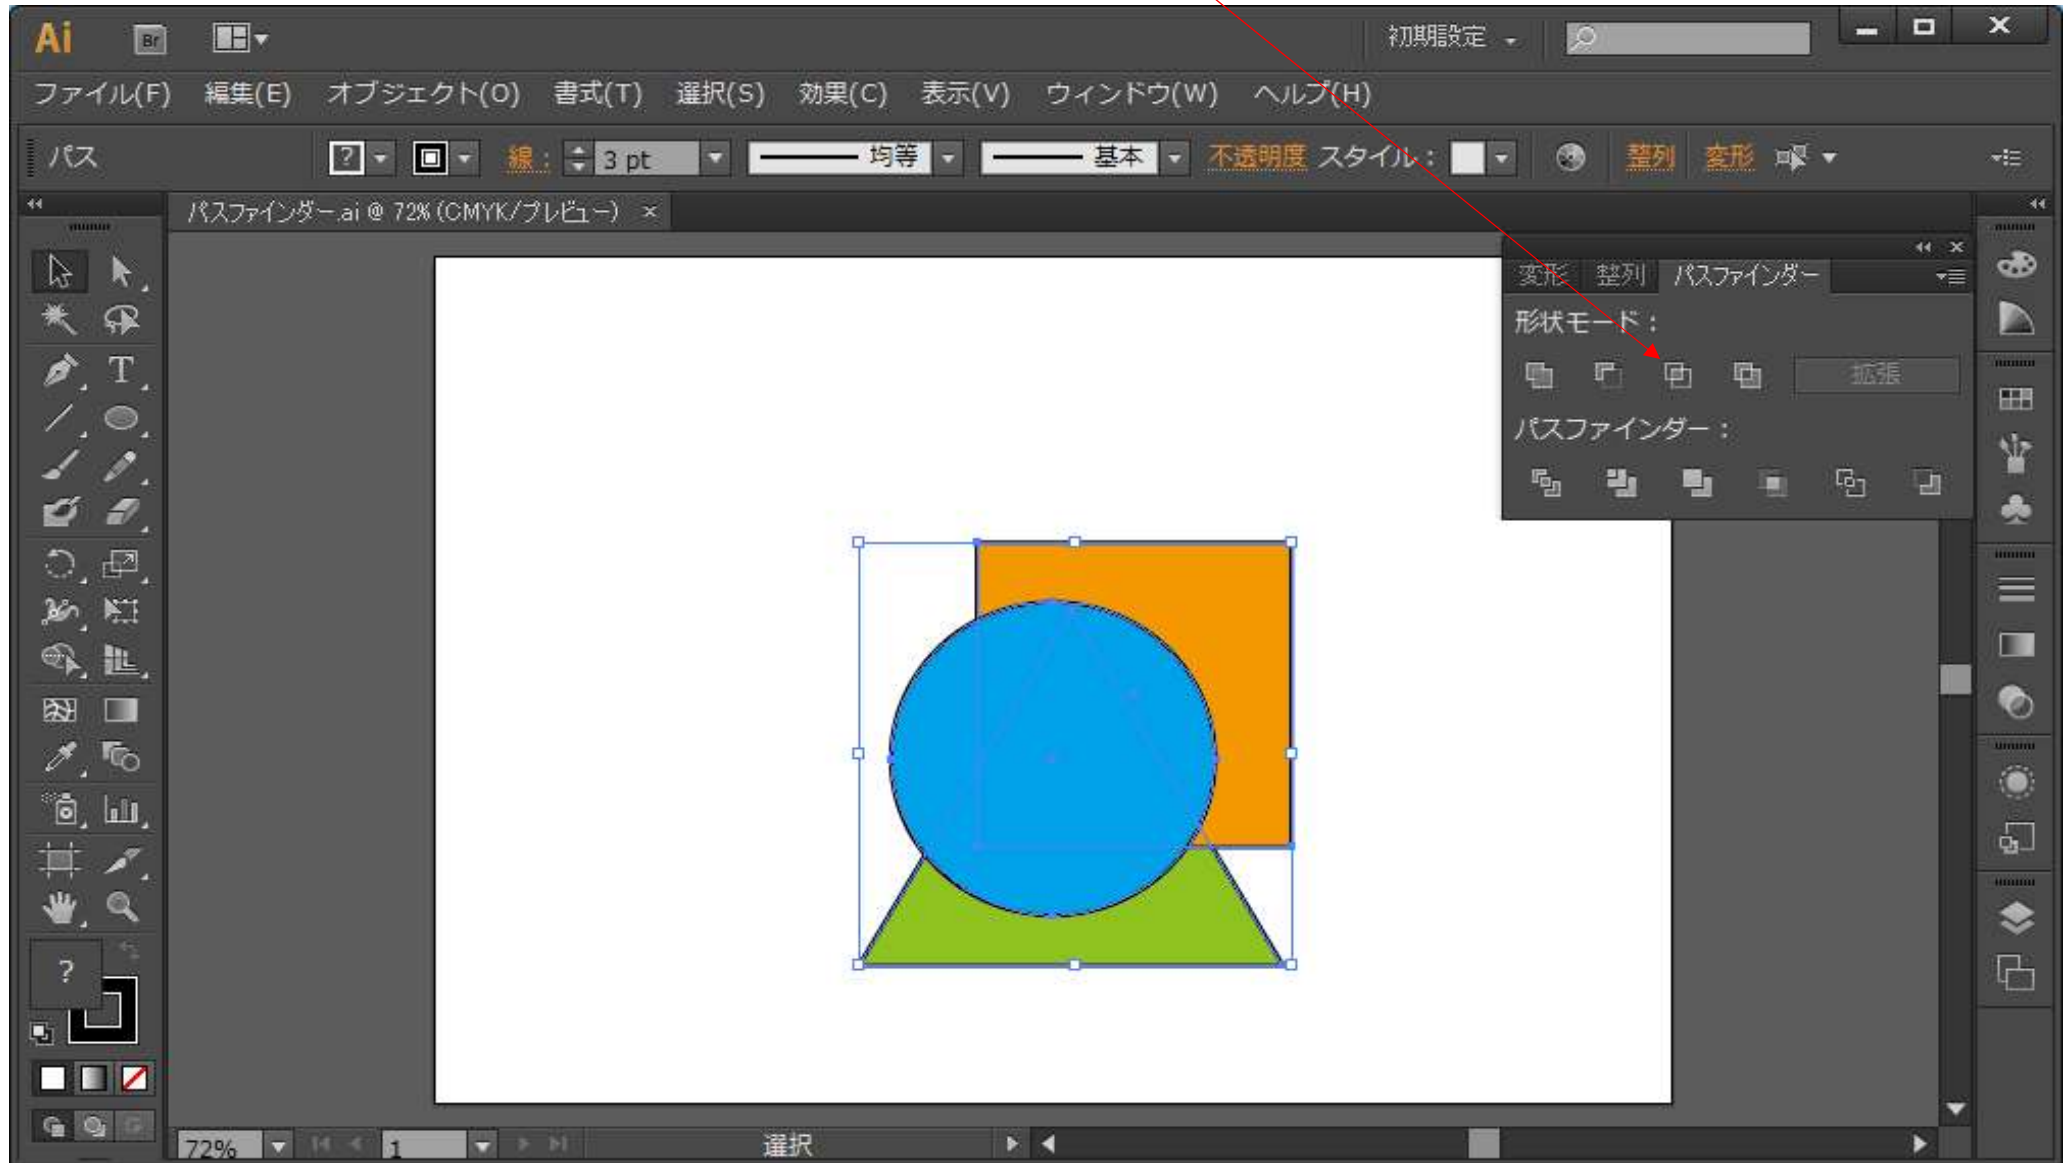 Ai Br 初期設定
ファイル(F) 編集(E) オブジェクト(O) 書式(T) 選択(S) 効果(C) 表示(V) ウィンドウ(W) ヘルプ(H)
パス ? 線 : 3 pt 均等 基本 不透明度 スタイル : 整列 変形
パスファインダー.ai @ 72% (CMYK/プレビュー) ×
変形 整列 パスファインダー
形状モード :
拡張
パスファインダー :
T
?
72% 1 選択